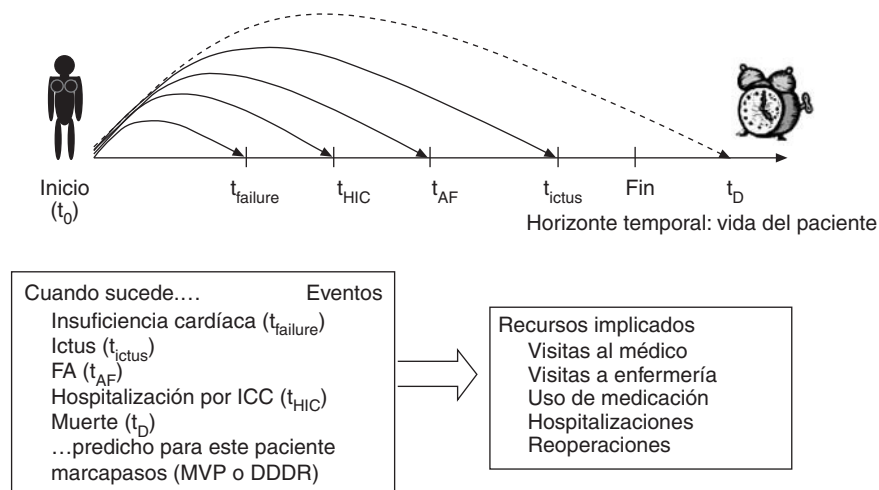 Inicio
(t0)
tfailure
tHIC
tAF
tictus
Fin
tD
Horizonte temporal: vida del paciente
Cuando sucede.... Eventos
Insuficiencia cardíaca (tfailure)
Ictus (tictus)
FA (tAF)
Hospitalización por ICC (tHIC)
Muerte (tD)
...predicho para este paciente
marcapasos (MVP o DDDR)
Recursos implicados
Visitas al médico
Visitas a enfermería
Uso de medicación
Hospitalizaciones
Reoperaciones